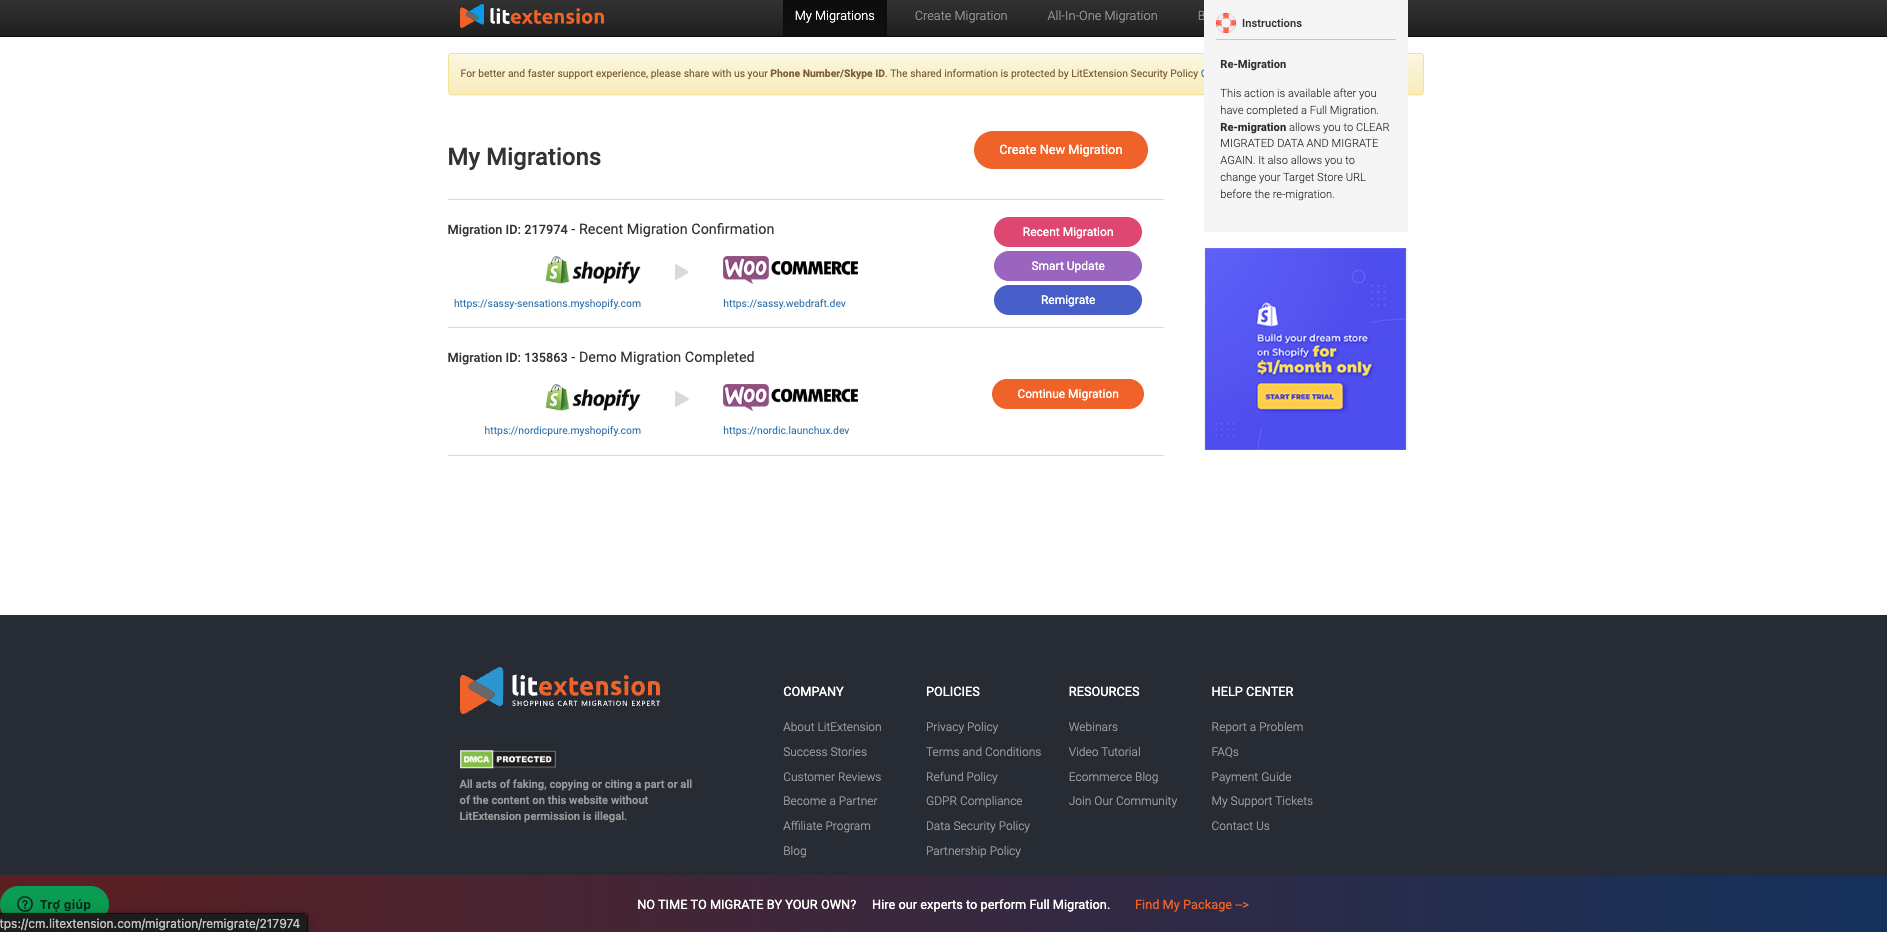 litextension
My Migrations
Create Migration
All-In-One Migration
B
Instructions
For better and faster support experience, please share with us your Phone Number/Skype ID. The shared information is protected by LitExtension Security Policy
Re-Migration
This action is available after you
have completed a Full Migration.
Re-migration allows you to CLEAR
MIGRATED DATA AND MIGRATE
AGAIN. It also allows you to
change your Target Store URL
before the re-migration.
My Migrations
Create New Migration
Migration ID: 217974 - Recent Migration Confirmation
shopify
WOO COMMERCE
https://sassy-sensations.myshopify.com
https://sassy.webdraft.dev
Recent Migration
Smart Update
Remigrate
Migration ID: 135863 - Demo Migration Completed
shopify
WOO COMMERCE
https://nordicpure.myshopify.com
https://nordic.launchux.dev
Continue Migration
Build your dream store
on Shopify for
$1/month only
START FREE TRIAL
litextension
SHOPPING CART MIGRATION EXPERT
DMCA PROTECTED
All acts of faking, copying or citing a part or all
of the content on this website without
LitExtension permission is illegal.
COMPANY
About LitExtension
Success Stories
Customer Reviews
Become a Partner
Affiliate Program
Blog
POLICIES
Privacy Policy
Terms and Conditions
Refund Policy
GDPR Compliance
Data Security Policy
Partnership Policy
RESOURCES
Webinars
Video Tutorial
Ecommerce Blog
Join Our Community
HELP CENTER
Report a Problem
FAQs
Payment Guide
My Support Tickets
Contact Us
NO TIME TO MIGRATE BY YOUR OWN? Hire our experts to perform Full Migration. Find My Package -->
Trợ giúp
tps://cm.litextension.com/migration/remigrate/217974